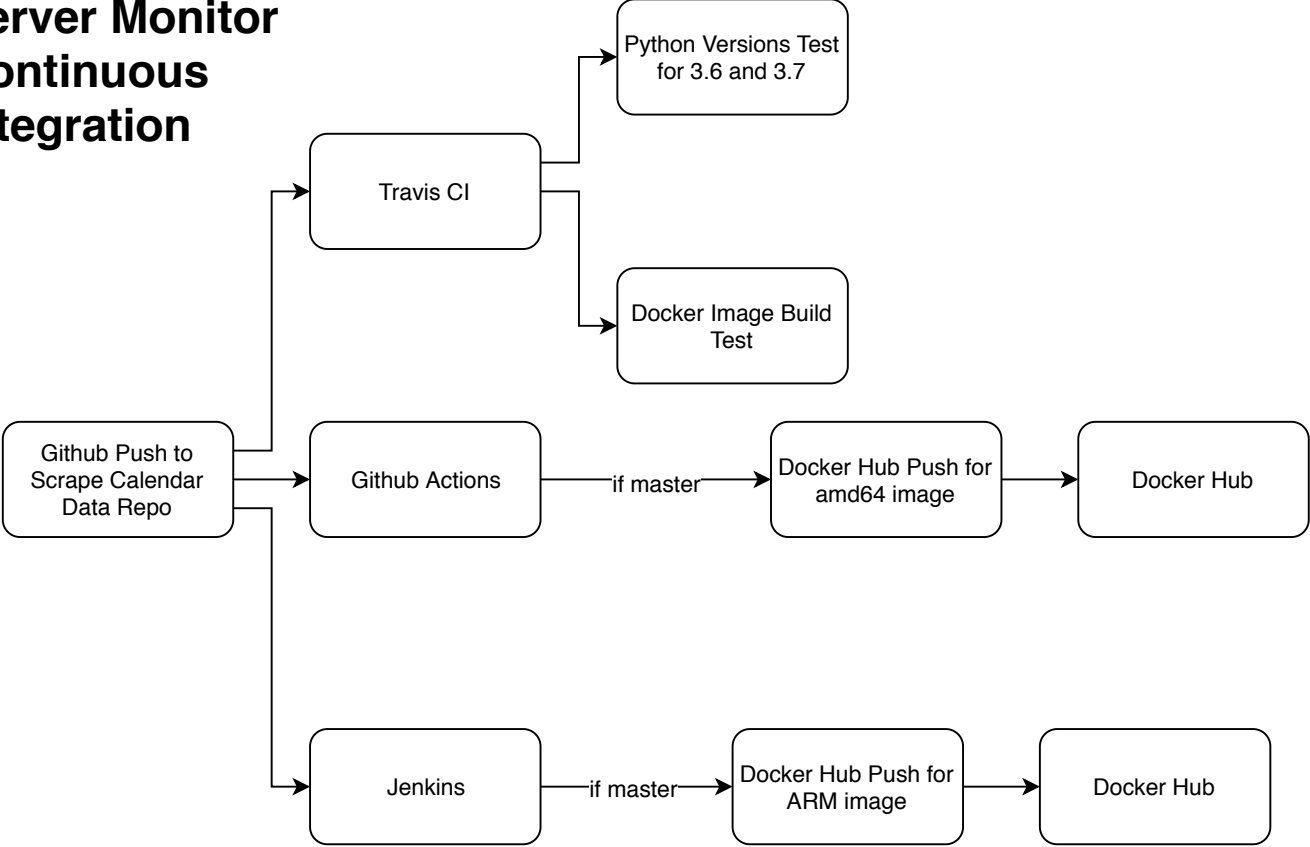 erver Monitor
ontinuous
tegration
Python Versions Test
for 3.6 and 3.7
Travis CI
Docker Image Build
Test
Github Push to
Scrape Calendar
Data Repo
Github Actions
if master
Docker Hub Push for
amd64 image
Docker Hub
Jenkins
if master
Docker Hub Push for
ARM image
Docker Hub